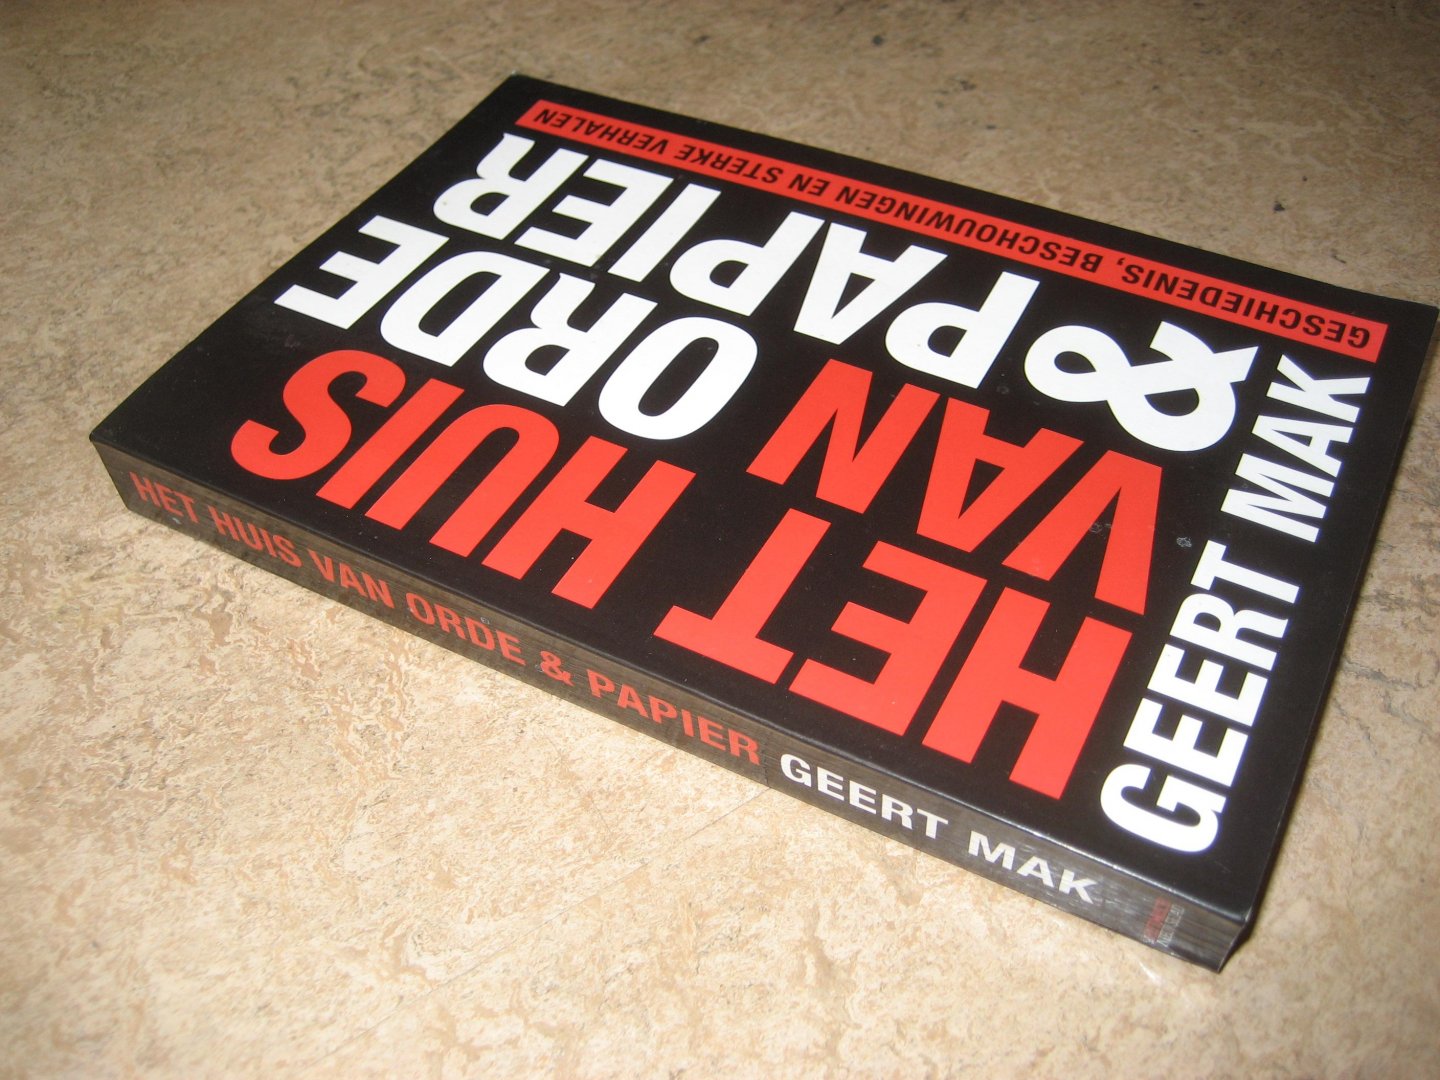 GEERT MAK
HET HUIS
VAN ORDE
& PAPIER
GESCHIEDENIS, BESCHOUWINGEN EN STERKE VERHALEN
HET HUIS VAN ORDE & PAPIER GEERT MAK